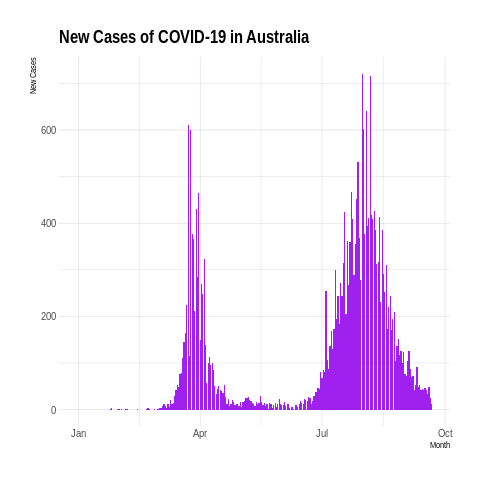 New Cases of COVID-19 in Australia
New Cases
600
400
200
0
Jan Apr Jul Oct
Month